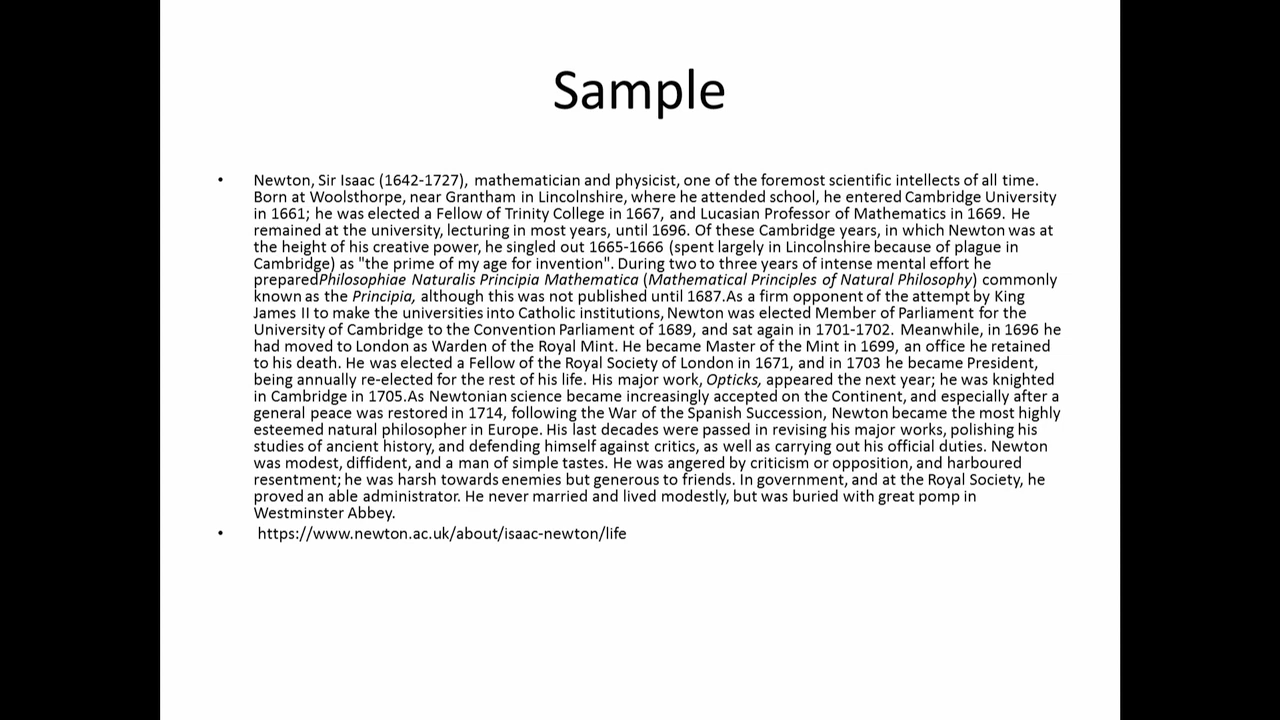 Sample
• Newton, Sir Isaac (1642-1727), mathematician and physicist, one of the foremost scientific intellects of all time.
Born at Woolsthorpe, near Grantham in Lincolnshire, where he attended school, he entered Cambridge University
in 1661; he was elected a Fellow of Trinity College in 1667, and Lucasian Professor of Mathematics in 1669. He
remained at the university, lecturing in most years, until 1696. Of these Cambridge years, in which Newton was at
the height of his creative power, he singled out 1665-1666 (spent largely in Lincolnshire because of plague in
Cambridge) as "the prime of my age for invention". During two to three years of intense mental effort he
preparedPhilosophiae Naturalis Principia Mathematica (Mathematical Principles of Natural Philosophy) commonly
known as the Principia, although this was not published until 1687.As a firm opponent of the attempt by King
James II to make the universities into Catholic institutions, Newton was elected Member of Parliament for the
University of Cambridge to the Convention Parliament of 1689, and sat again in 1701-1702. Meanwhile, in 1696 he
had moved to London as Warden of the Royal Mint. He became Master of the Mint in 1699, an office he retained
to his death. He was elected a Fellow of the Royal Society of London in 1671, and in 1703 he became President,
being annually re-elected for the rest of his life. His major work, Opticks, appeared the next year; he was knighted
in Cambridge in 1705.As Newtonian science became increasingly accepted on the Continent, and especially after a
general peace was restored in 1714, following the War of the Spanish Succession, Newton became the most highly
esteemed natural philosopher in Europe. His last decades were passed in revising his major works, polishing his
studies of ancient history, and defending himself against critics, as well as carrying out his official duties. Newton
was modest, diffident, and a man of simple tastes. He was angered by criticism or opposition, and harboured
resentment; he was harsh towards enemies but generous to friends. In government, and at the Royal Society, he
proved an able administrator. He never married and lived modestly, but was buried with great pomp in
Westminster Abbey.
• https://www.newton.ac.uk/about/isaac-newton/life